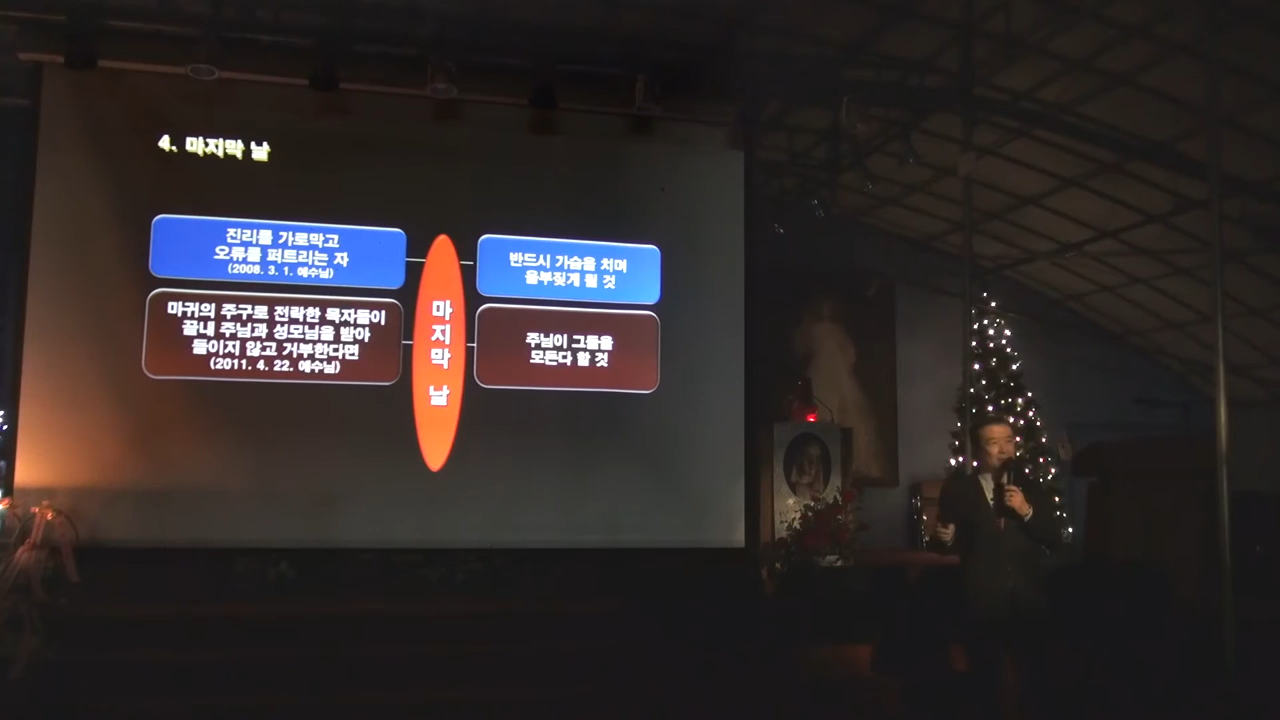 4. 마지막 날
진리를 가로막고
오류를 퍼트리는 자
(2008. 3. 1. 예수님)
반드시 가슴을 치며
울부짖게 될 것
마귀의 주구로 전락한 목자들이
끝내 주님과 성모님을 받아
들이지 않고 거부한다면
(2011. 4. 22. 예수님)
주님이 그들을
모른다 할 것
마
지
막
날